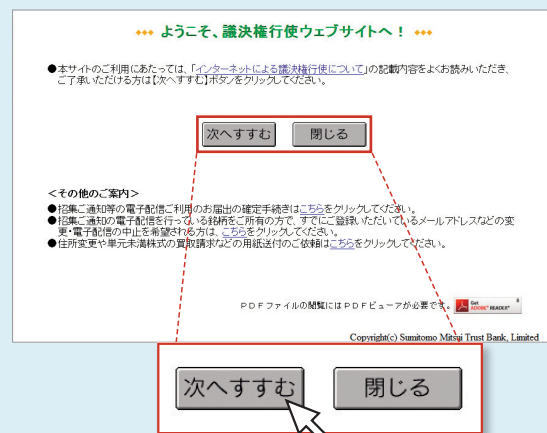 ようこそ、議決権行使ウェブサイトへ！
●本サイトのご利用にあたっては、「インターネットによる議決権行使について」の記載内容をよくお読みいただき、
ご了承いただける方は【次へすすむ】ボタンをクリックしてください。
次へすすむ 閉じる
＜その他のご案内＞
●招集ご通知等の電子配信ご利用のお届出の確定手続きはこちらをクリックしてください。
●招集ご通知の電子配信を行っている銘柄をご所有の方で、すでにご登録いただいているメールアドレスなどの変
更・電子配信の中止を希望される方は、こちらをクリックしてください。
●住所変更や単元未満株式の買取請求などの用紙送付のご依頼はこちらをクリックしてください。
ＰＤＦファイルの閲覧にはＰＤＦビューアが必要です。 Get ADOBE® READER®
Copyright(c) Sumitomo Mitsui Trust Bank, Limited
次へすすむ 閉じる